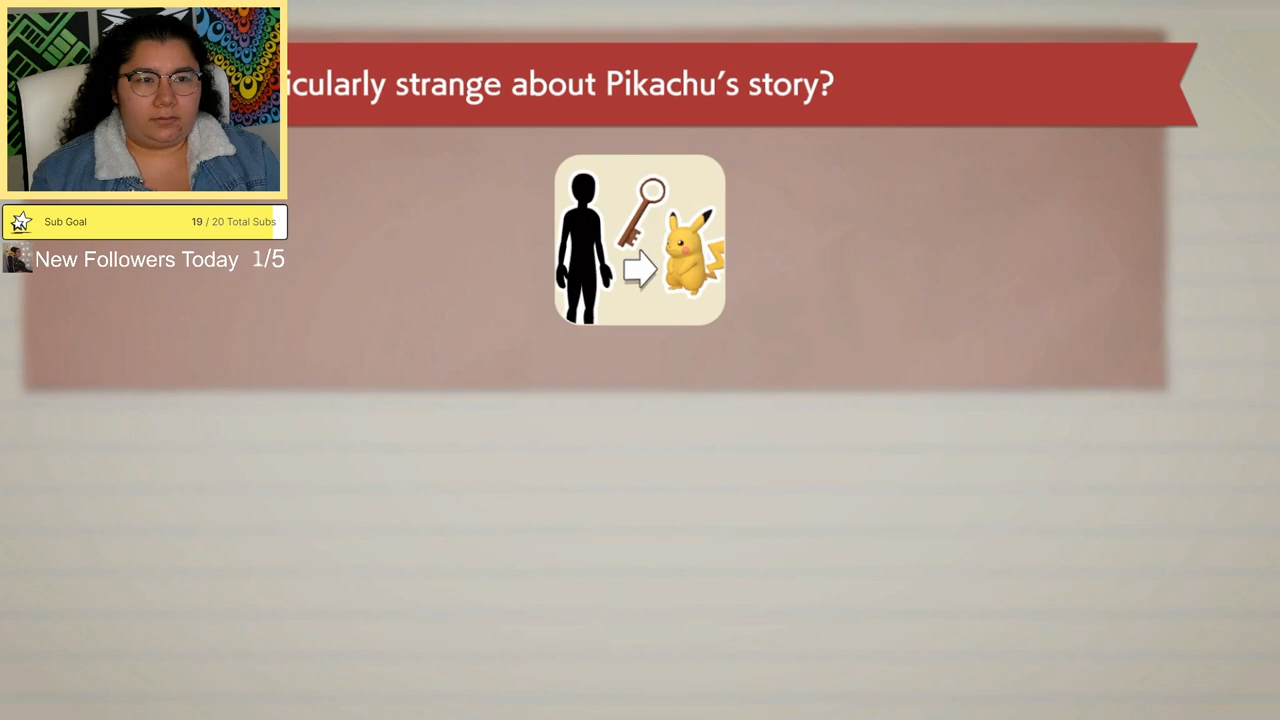 icularly strange about Pikachu's story?
Sub Goal
19 / 20 Total Subs
New Followers Today 1/5